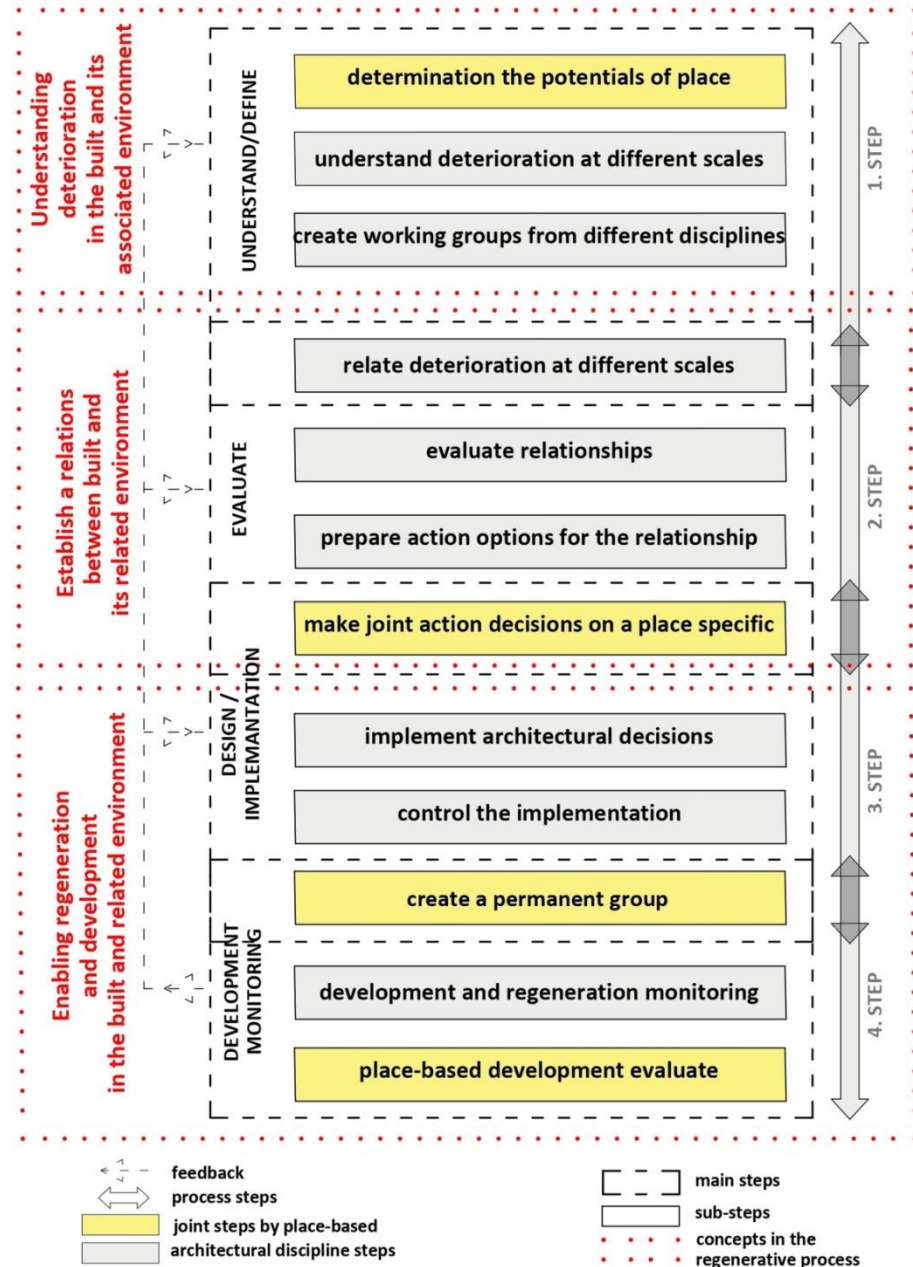 Understanding
deterioration
in the built and its
associated environment
UNDERSTAND/DEFINE
determination the potentials of place
understand deterioration at different scales
create working groups from different disciplines
1. STEP
Establish a relations
between built and
its related environment
relate deterioration at different scales
EVALUATE
evaluate relationships
prepare action options for the relationship
make joint action decisions on a place specific
2. STEP
Enabling regeneration
and development
in the built and related environment
DESIGN /
IMPLEMANTATION
implement architectural decisions
control the implementation
3. STEP
create a permanent group
DEVELOPMENT
MONITORING
development and regeneration monitoring
place-based development evaluate
4. STEP
feedback
process steps
joint steps by place-based
architectural discipline steps
main steps
sub-steps
concepts in the
regenerative process